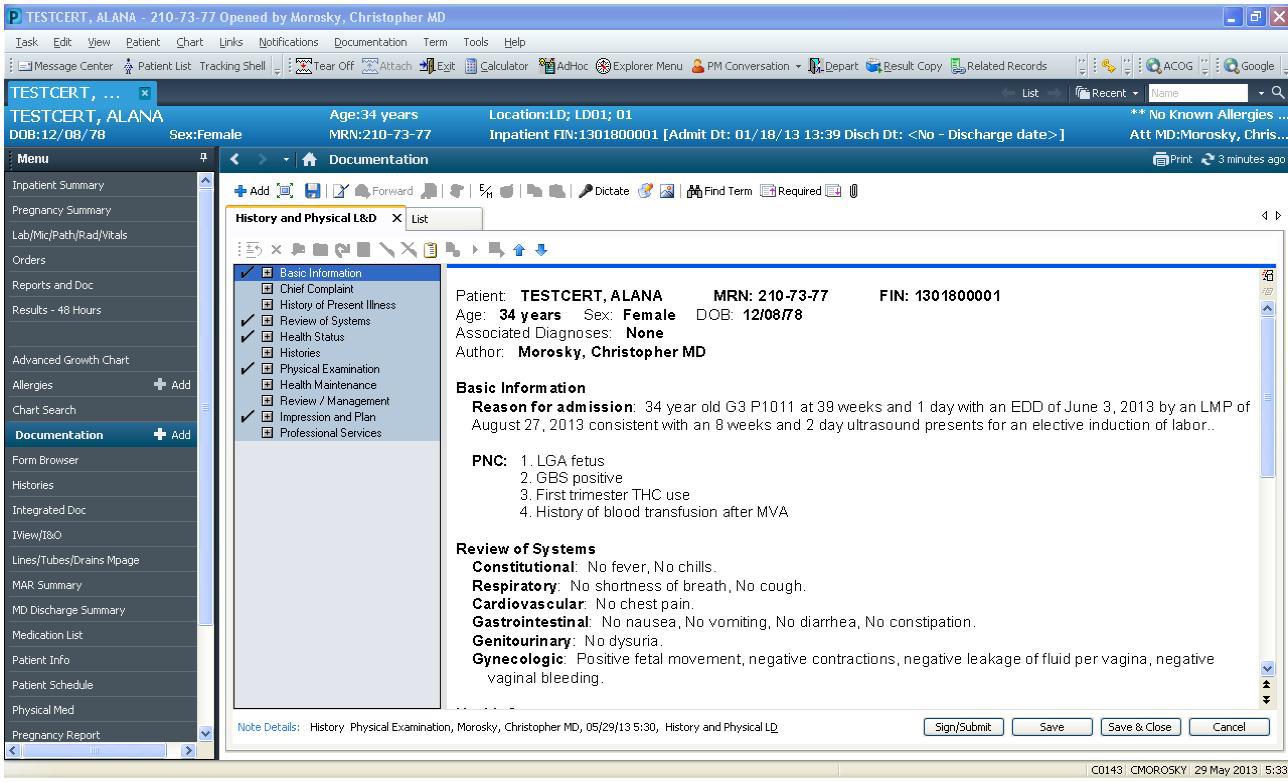 TESTCERT, ALANA - 210-73-77 Opened by Morosky, Christopher MD
Task Edit View Patient Chart Links Notifications Documentation Term Tools Help
Message Center Patient List Tracking Shell Tear Off Attach Exit Calculator AdHoc Explorer Menu PM Conversation Depart Result Copy Related Records ACOG Google
TESTCERT, ... List Recent Name
TESTCERT, ALANA Age:34 years Location:LD; LD01; 01 ** No Known Allergies ...
DOB:12/08/78 Sex:Female MRN:210-73-77 Inpatient FIN:1301800001 [Admit Dt: 01/18/13 13:39 Disch Dt: <No - Discharge date>] Att MD:Morosky, Chris...
Menu
Documentation Print 3 minutes ago
Inpatient Summary
Pregnancy Summary
Lab/Mic/Path/Rad/Vitals
Orders
Reports and Doc
Results - 48 Hours
Advanced Growth Chart
Allergies Add
Chart Search
Documentation Add
Form Browser
Histories
Integrated Doc
IView/I&O
Lines/Tubes/Drains Mpage
MAR Summary
MD Discharge Summary
Medication List
Patient Info
Patient Schedule
Physical Med
Pregnancy Report
Add Forward Dictate Find Term Required
History and Physical L&D List
Basic Information
Chief Complaint
History of Present Illness
Review of Systems
Health Status
Histories
Physical Examination
Health Maintenance
Review / Management
Impression and Plan
Professional Services
Patient: TESTCERT, ALANA MRN: 210-73-77 FIN: 1301800001
Age: 34 years Sex: Female DOB: 12/08/78
Associated Diagnoses: None
Author: Morosky, Christopher MD
Basic Information
Reason for admission: 34 year old G3 P1011 at 39 weeks and 1 day with an EDD of June 3, 2013 by an LMP of
August 27, 2013 consistent with an 8 weeks and 2 day ultrasound presents for an elective induction of labor..
PNC: 1. LGA fetus
2. GBS positive
3. First trimester THC use
4. History of blood transfusion after MVA
Review of Systems
Constitutional: No fever, No chills.
Respiratory: No shortness of breath, No cough.
Cardiovascular: No chest pain.
Gastrointestinal: No nausea, No vomiting, No diarrhea, No constipation.
Genitourinary: No dysuria.
Gynecologic: Positive fetal movement, negative contractions, negative leakage of fluid per vagina, negative
vaginal bleeding.
Note Details: History Physical Examination, Morosky, Christopher MD, 05/29/13 5:30, History and Physical LD
Sign/Submit Save Save & Close Cancel
C0143 CMOROSKY 29 May 2013 5:33